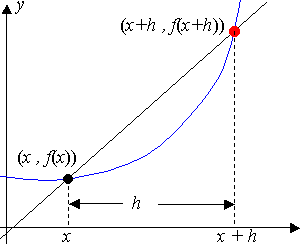 y
(x+h , f(x+h))
(x , f(x))
h
x
x + h